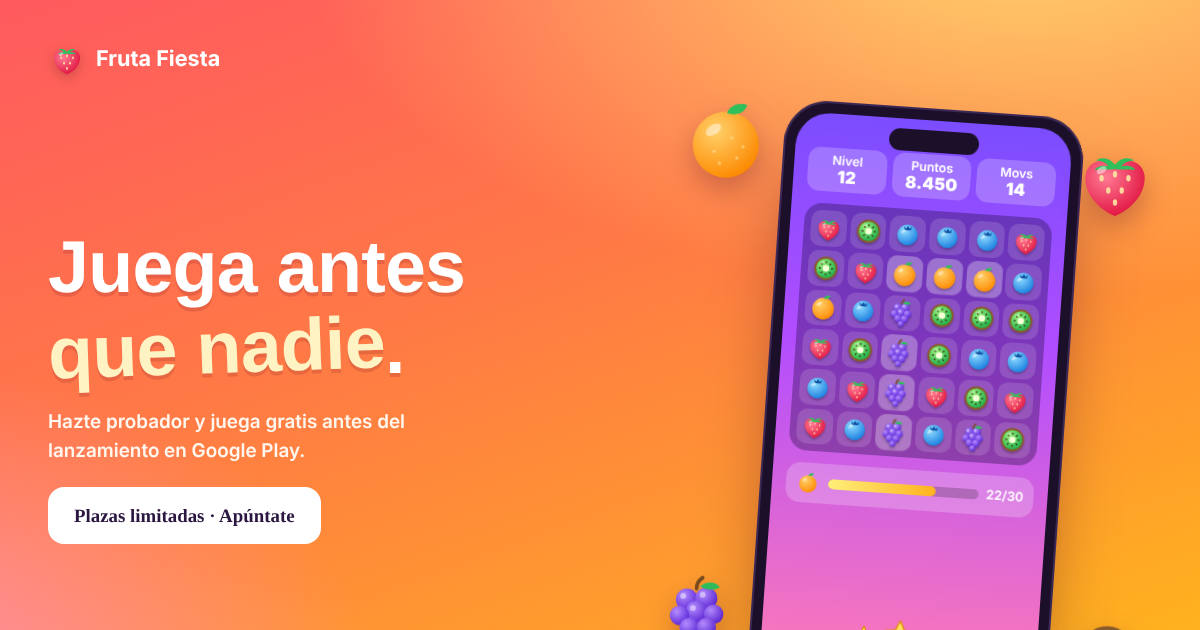 Fruta Fiesta
Juega antes
que nadie.
Hazte probador y juega gratis antes del
lanzamiento en Google Play.
Plazas limitadas · Apúntate
Nivel
12
Puntos
8.450
Movs
14
22/30